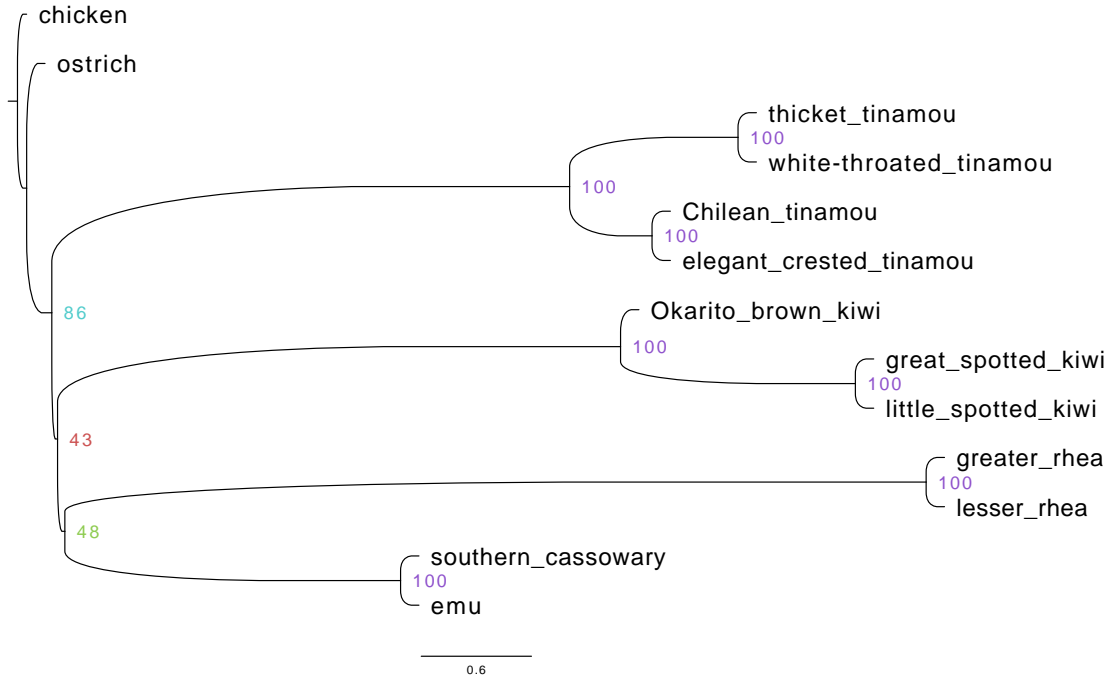 chicken
ostrich
thicket_tinamou
100
white-throated_tinamou
100
Chilean_tinamou
100
elegant_crested_tinamou
86
Okarito_brown_kiwi
100
great_spotted_kiwi
100
little_spotted_kiwi
43
greater_rhea
100
lesser_rhea
48
southern_cassowary
100
emu
0.6